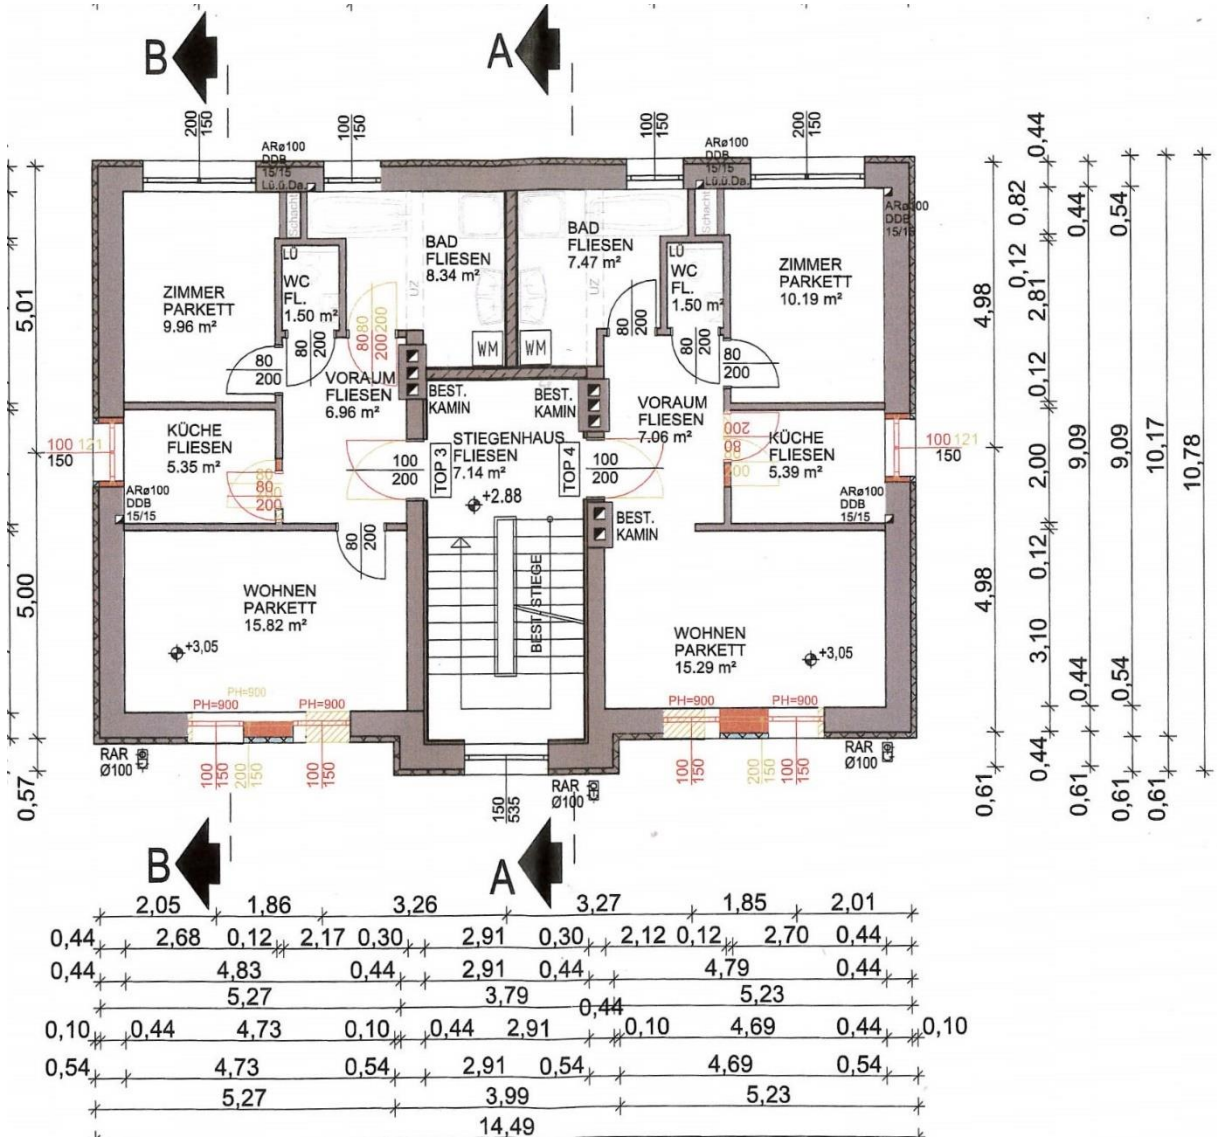 B
A
200
150
100
150
100
150
200
150
ARø100
DDB
15/15
Lü.ü.Da.
ARø100
DDB
15/15
Lü.ü.Da.
ARø100
DDB
15/15
Schacht
Schacht
BAD
FLIESEN
8.34 m²
BAD
FLIESEN
7.47 m²
LÜ
WC
FL.
1.50 m²
LÜ
WC
FL.
1.50 m²
UZ
UZ
ZIMMER
PARKETT
9.96 m²
ZIMMER
PARKETT
10.19 m²
WM
WM
80
200
80
200
80
200
80
200
80
200
80
200
80
200
VORAUM
FLIESEN
6.96 m²
BEST.
KAMIN
BEST.
KAMIN
VORAUM
FLIESEN
7.06 m²
KÜCHE
FLIESEN
5.35 m²
STIEGENHAUS
FLIESEN
7.14 m²
KÜCHE
FLIESEN
5.39 m²
100 121
150
100 121
150
80
200
80
200
80
200
100
200
TOP 3
TOP 4
100
200
+2.88
ARø100
DDB
15/15
ARø100
DDB
15/15
80
200
BEST.
KAMIN
BEST.STIEGE
WOHNEN
PARKETT
15.82 m²
WOHNEN
PARKETT
15.29 m²
+3,05
+3,05
PH=900
PH=900
PH=900
PH=900
PH=900
RAR
Ø100
100
150
200
150
100
150
150
535
RAR
Ø100
100
150
200
150
100
150
RAR
Ø100
5,01
5,00
0,57
4,98
4,98
0,61
0,44
0,82
0,12
2,81
0,12
2,00
0,12
3,10
0,44
0,44
9,09
0,44
0,61
0,54
9,09
0,54
0,61
10,17
0,61
10,78
B
A
2,05 1,86 3,26 3,27 1,85 2,01
0,44 2,68 0,12 2,17 0,30 2,91 0,30 2,12 0,12 2,70 0,44
0,44 4,83 0,44 2,91 0,44 4,79 0,44
5,27 3,79 5,23
0,44
0,10 0,44 4,73 0,10 0,44 2,91 0,10 4,69 0,44 0,10
0,54 4,73 0,54 2,91 0,54 4,69 0,54
5,27 3,99 5,23
14,49